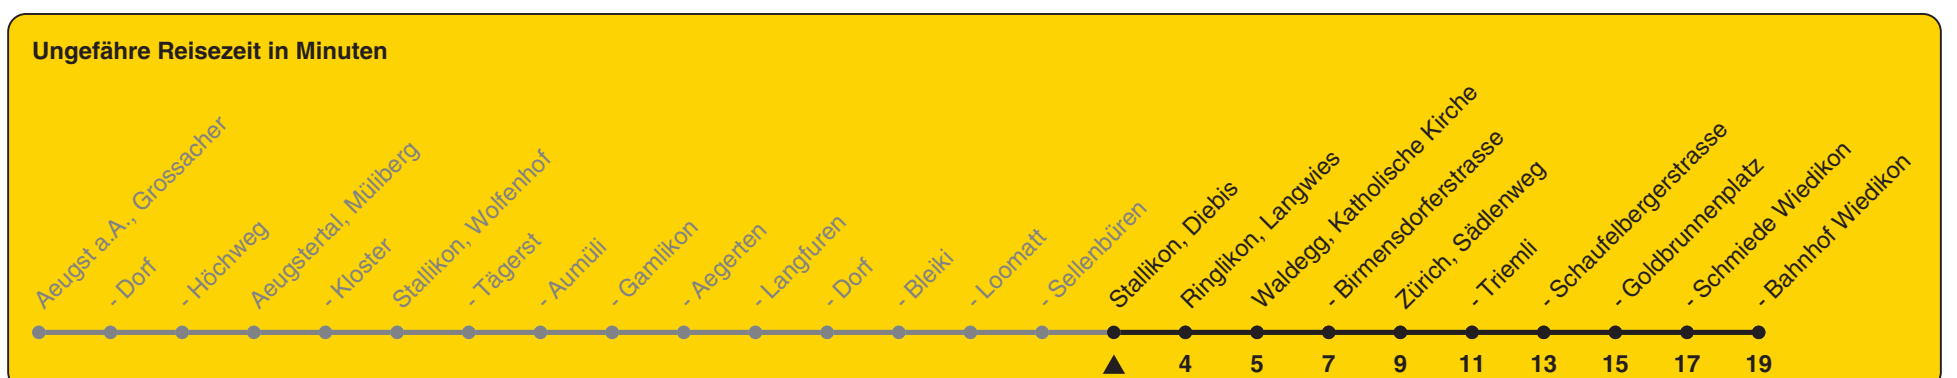 Ungefähre Reisezeit in Minuten
Aeugst a.A., Grossacher
- Dorf
- Höchweg
Aeugstertal, Müliberg
- Kloster
Stallikon, Wolfenhof
- Tägerst
- Aumüli
- Gamlikon
- Aegerten
- Langfuren
- Dorf
- Bleiki
- Loomatt
- Sellenbüren
Stallikon, Diebis
Ringlikon, Langwies
Waldegg, Katholische Kirche
- Birmensdorferstrasse
Zürich, Sädlenweg
- Triemli
- Schaufelbergerstrasse
- Goldbrunnenplatz
- Schmiede Wiedikon
- Bahnhof Wiedikon
4 5 7 9 11 13 15 17 19